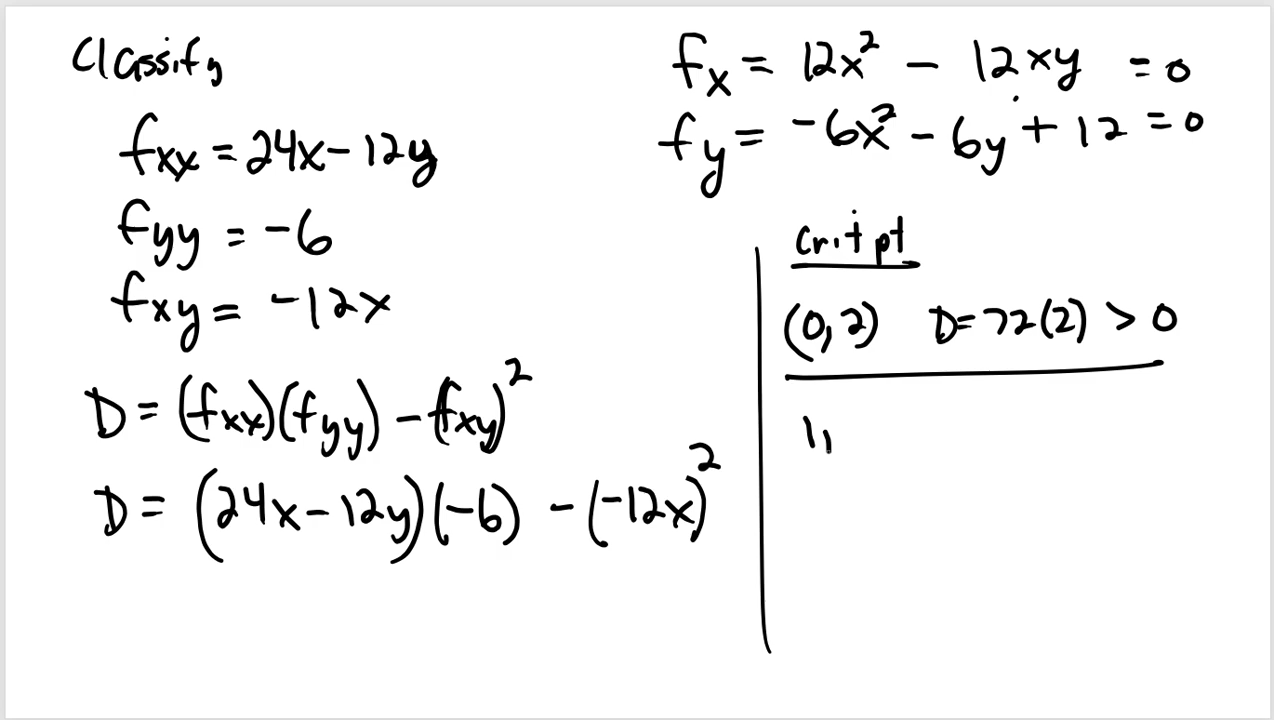 Classify
fxx = 24x - 12y
fyy = -6
fxy = -12x
D = (fxx)(fyy) - (fxy)²
D = (24x - 12y)(-6) - (-12x)²
fx = 12x² - 12xy = 0
fy = -6x² - 6y + 12 = 0
crit pt
(0,2) D = 72(2) > 0